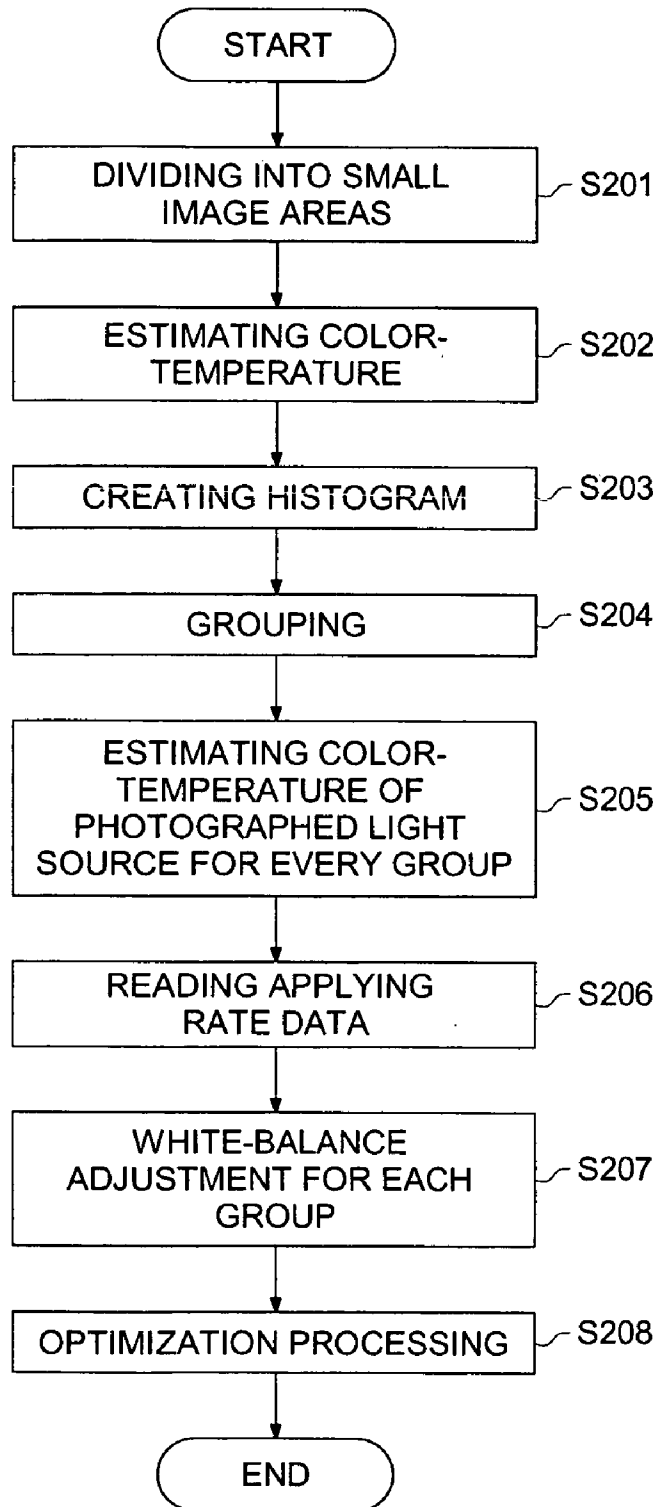 START
DIVIDING INTO SMALL
IMAGE AREAS
S201
ESTIMATING COLOR-
TEMPERATURE
S202
CREATING HISTOGRAM
S203
GROUPING
S204
ESTIMATING COLOR-
TEMPERATURE OF
PHOTOGRAPHED LIGHT
SOURCE FOR EVERY GROUP
S205
READING APPLYING
RATE DATA
S206
WHITE-BALANCE
ADJUSTMENT FOR EACH
GROUP
S207
OPTIMIZATION PROCESSING
S208
END